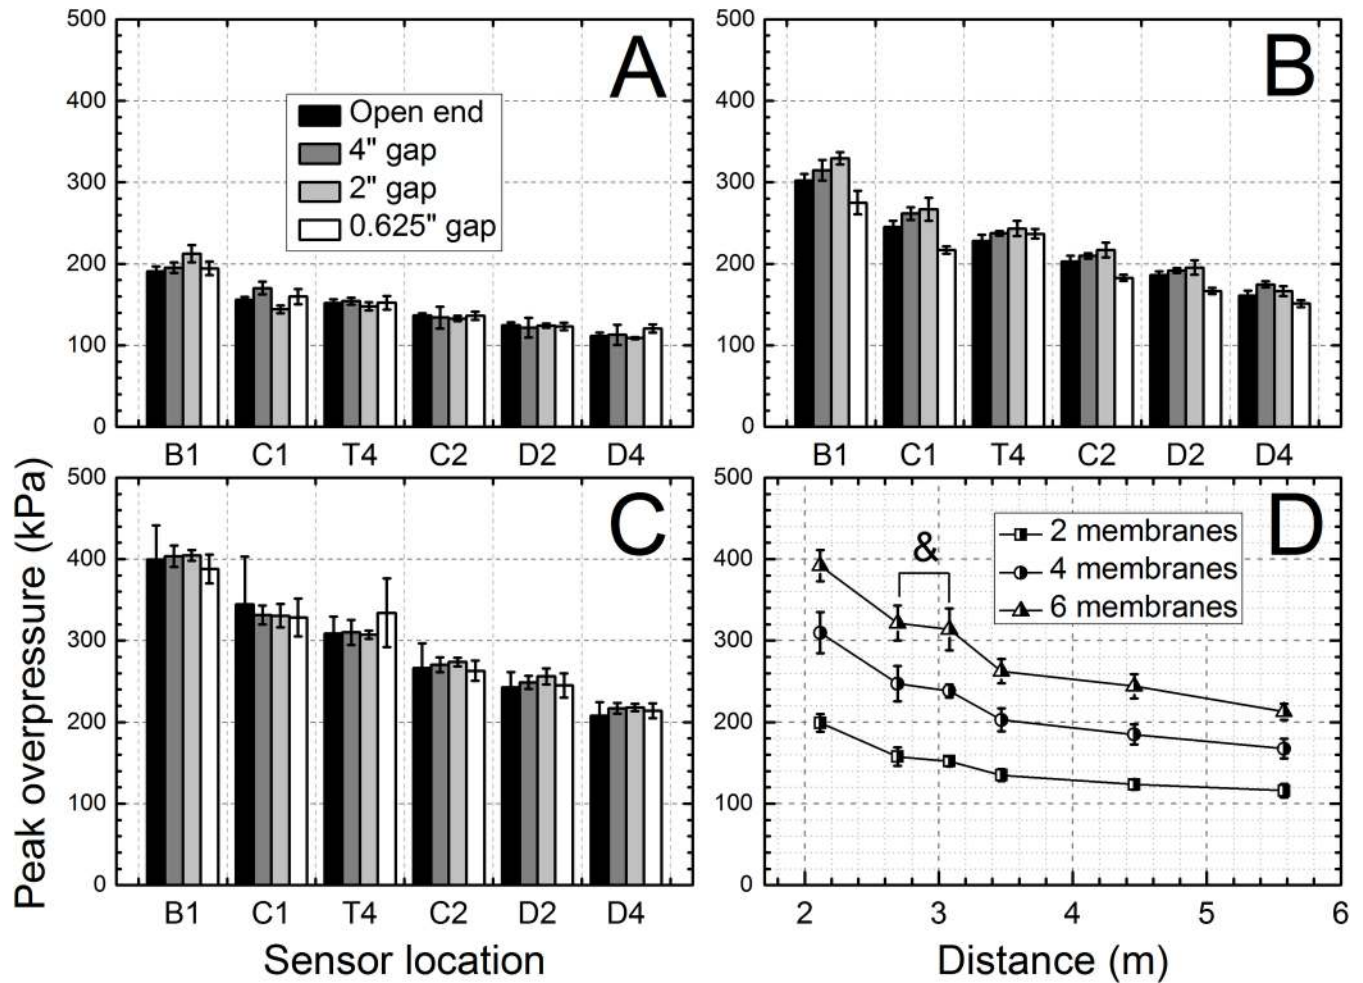 A
500
400
300
200
100
0
Open end
4" gap
2" gap
0.625" gap
B1 C1 T4 C2 D2 D4
B
500
400
300
200
100
0
B1 C1 T4 C2 D2 D4
Peak overpressure (kPa)
C
500
400
300
200
100
0
B1 C1 T4 C2 D2 D4
Sensor location
D
500
400
300
200
100
0
&
2 membranes
4 membranes
6 membranes
2 3 4 5 6
Distance (m)